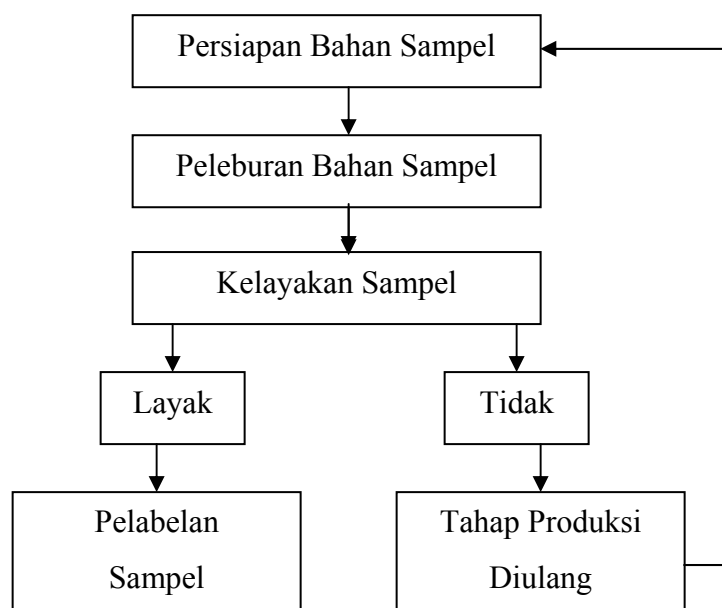 Persiapan Bahan Sampel
Peleburan Bahan Sampel
Kelayakan Sampel
Layak
Tidak
Pelabelan
Sampel
Tahap Produksi
Diulang